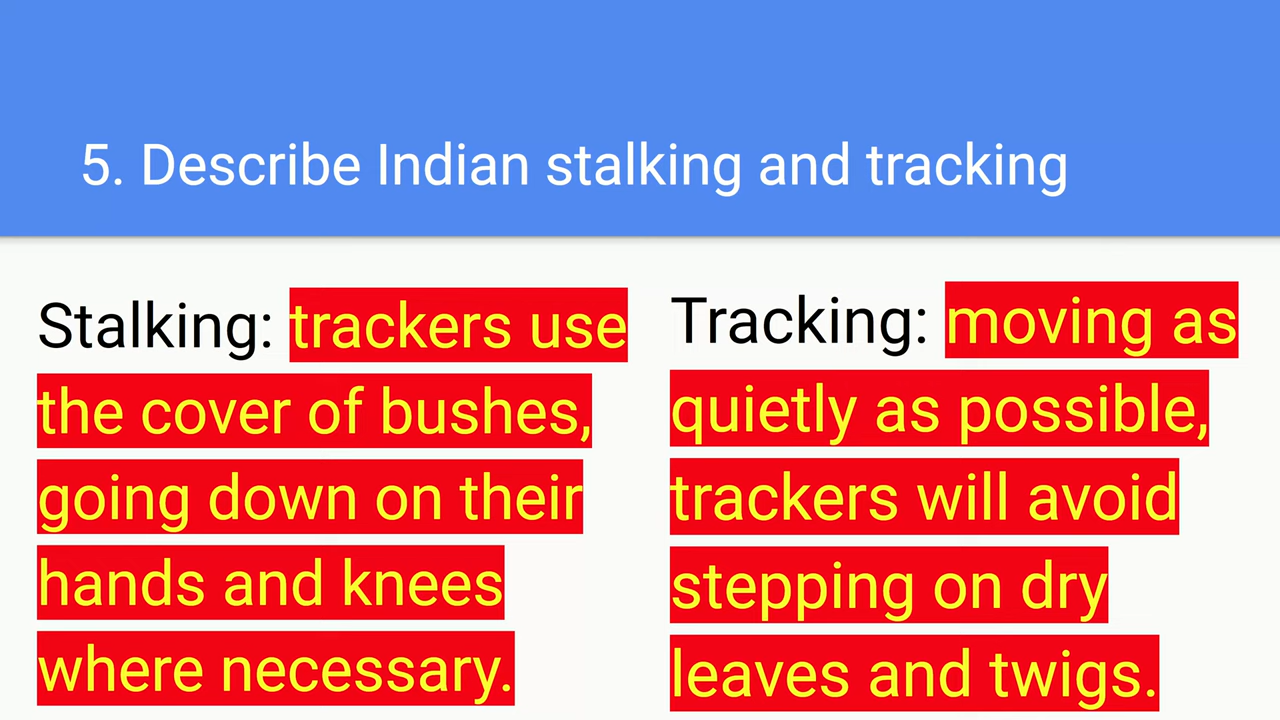 5. Describe Indian stalking and tracking
Stalking: trackers use
the cover of bushes,
going down on their
hands and knees
where necessary.
Tracking: moving as
quietly as possible,
trackers will avoid
stepping on dry
leaves and twigs.